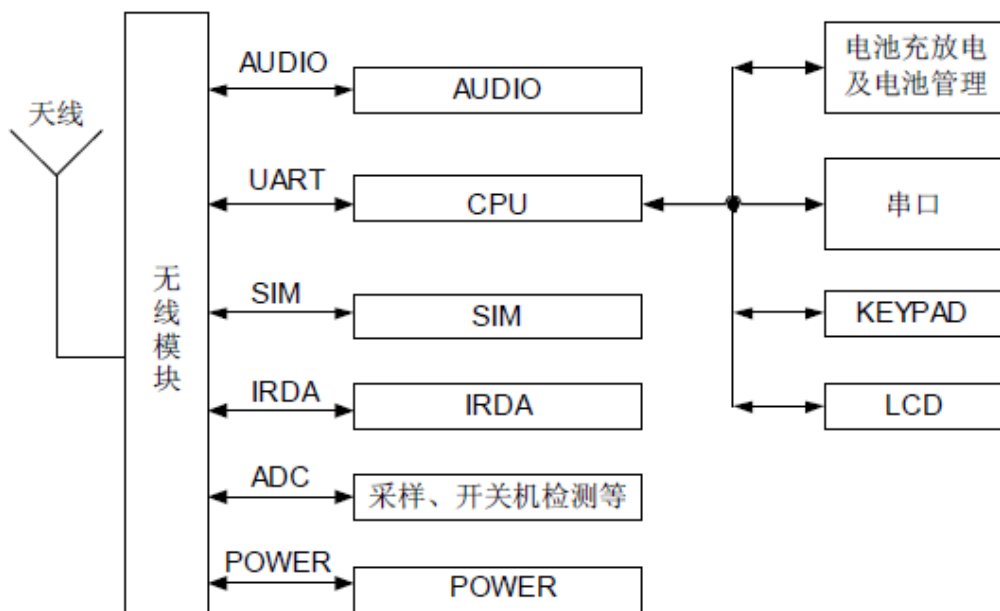 天线
无线模块
AUDIO
AUDIO
UART
CPU
SIM
SIM
IRDA
IRDA
ADC
采样、开关机检测等
POWER
POWER
电池充放电
及电池管理
串口
KEYPAD
LCD